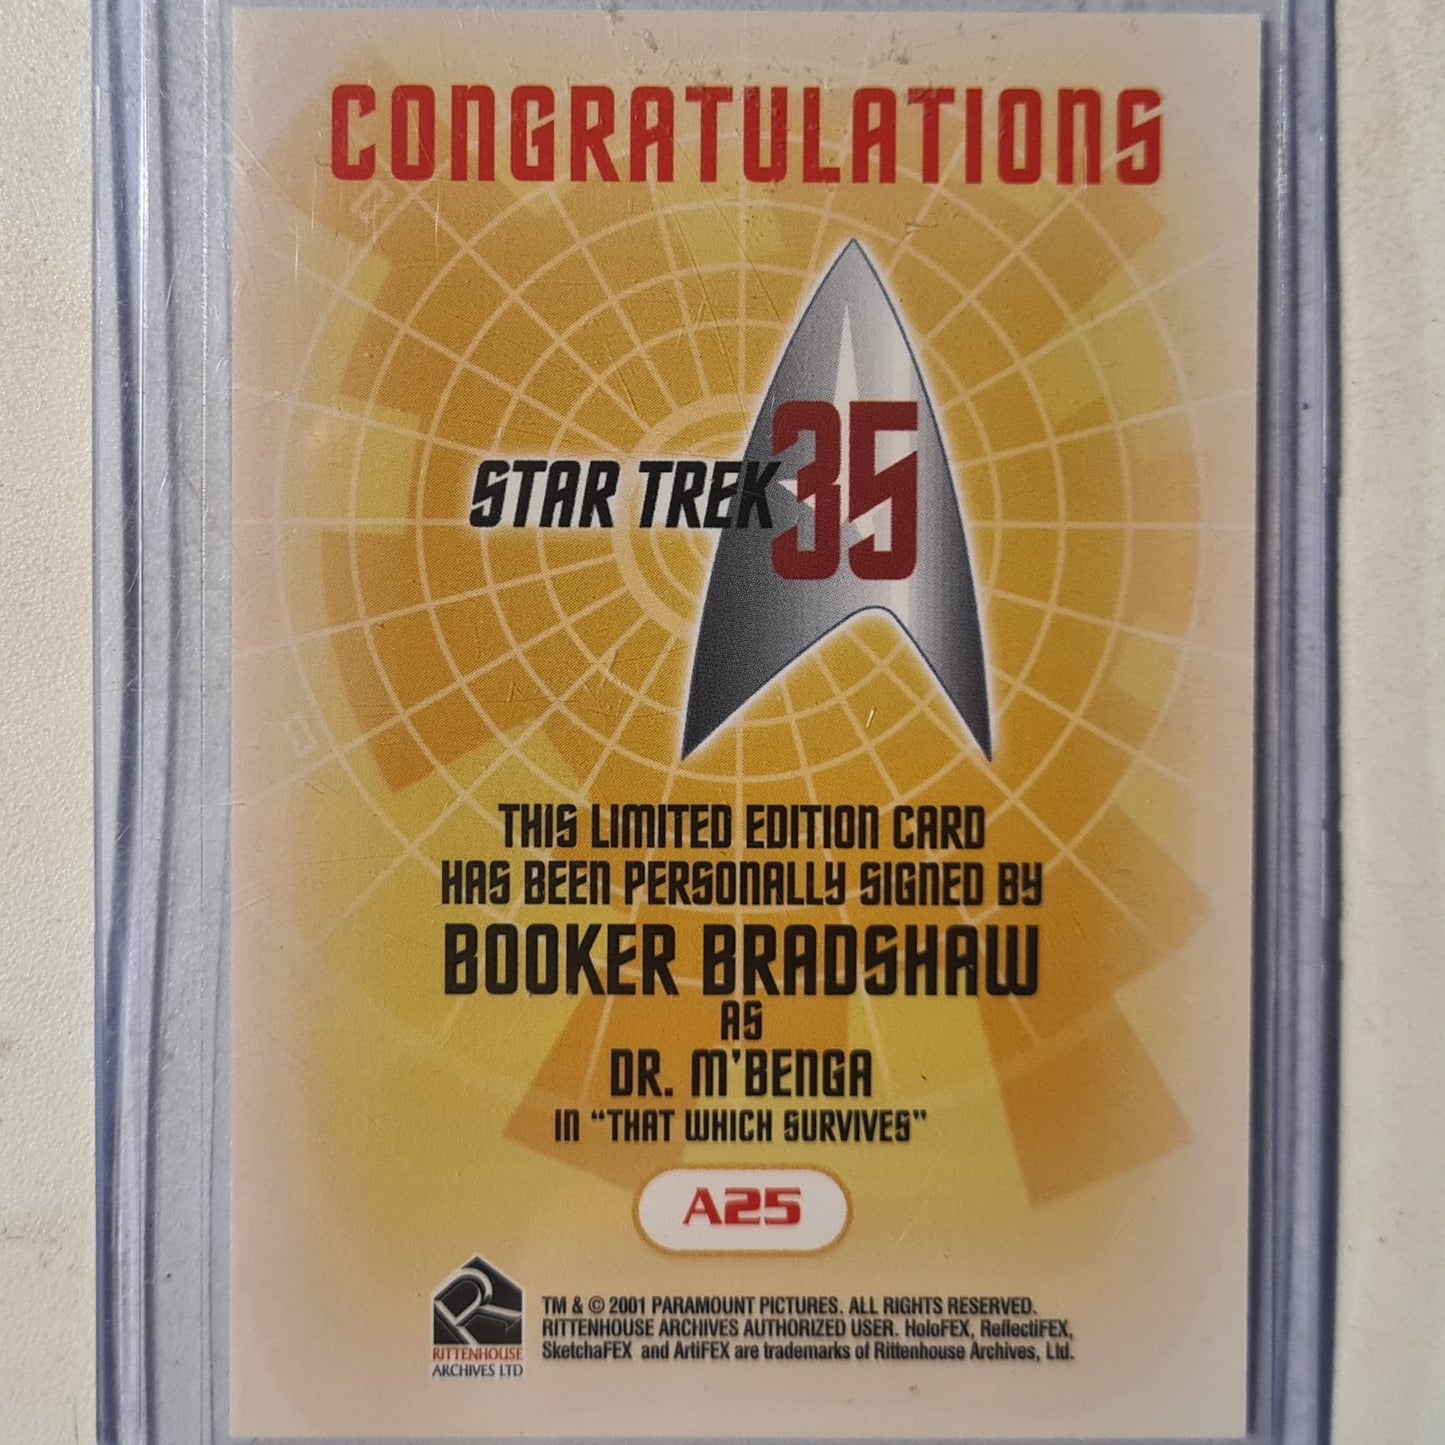 CONGRATULATIONS
STAR TREK 35
THIS LIMITED EDITION CARD
HAS BEEN PERSONALLY SIGNED BY
BOOKER BRADSHAW
AS
DR. M'BENGA
IN “THAT WHICH SURVIVES”
A25
R
RITTENHOUSE
ARCHIVES LTD
TM & © 2001 PARAMOUNT PICTURES. ALL RIGHTS RESERVED.
RITTENHOUSE ARCHIVES AUTHORIZED USER. HoloFEX, ReflectiFEX,
SketchaFEX and ArtiFEX are trademarks of Rittenhouse Archives, Ltd.